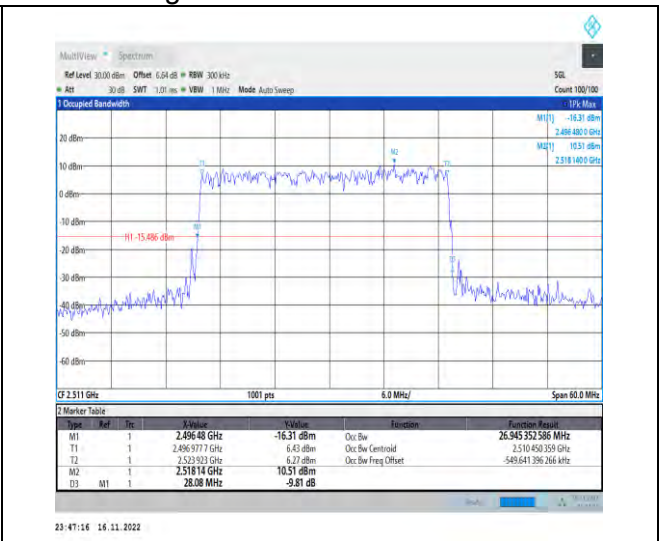 MultiView Spectrum
Ref Level 30.00 dBm Offset 6.64 dB RBW 300 kHz SGL
Att 30 dB SWT 1.01 ms VBW 1 MHz Mode Auto Sweep Count 100/100
1 Occupied Bandwidth 1Pk Max
M1[1] -16.31 dBm
2.496 480 0 GHz
M2[1] 10.51 dBm
2.518 140 0 GHz
20 dBm
M2
10 dBm
T1
0 dBm
-10 dBm
H1 -15.486 dBm
-20 dBm
-30 dBm
-40 dBm
-50 dBm
-60 dBm
CF 2.511 GHz 1001 pts 6.0 MHz/ Span 60.0 MHz
2 Marker Table
Type Ref Trc X-Value Y-Value Function Function Result
M1 1 2.496 48 GHz -16.31 dBm Occ Bw 26.945 352 586 MHz
T1 1 2.496 977 7 GHz 6.43 dBm Occ Bw Centroid 2.510 450 359 GHz
T2 1 2.523 923 GHz 6.27 dBm Occ Bw Freq Offset -549.641 396 266 kHz
M2 1 2.518 14 GHz 10.51 dBm
D3 M1 1 28.08 MHz -9.81 dB
23:47:16 16.11.2022